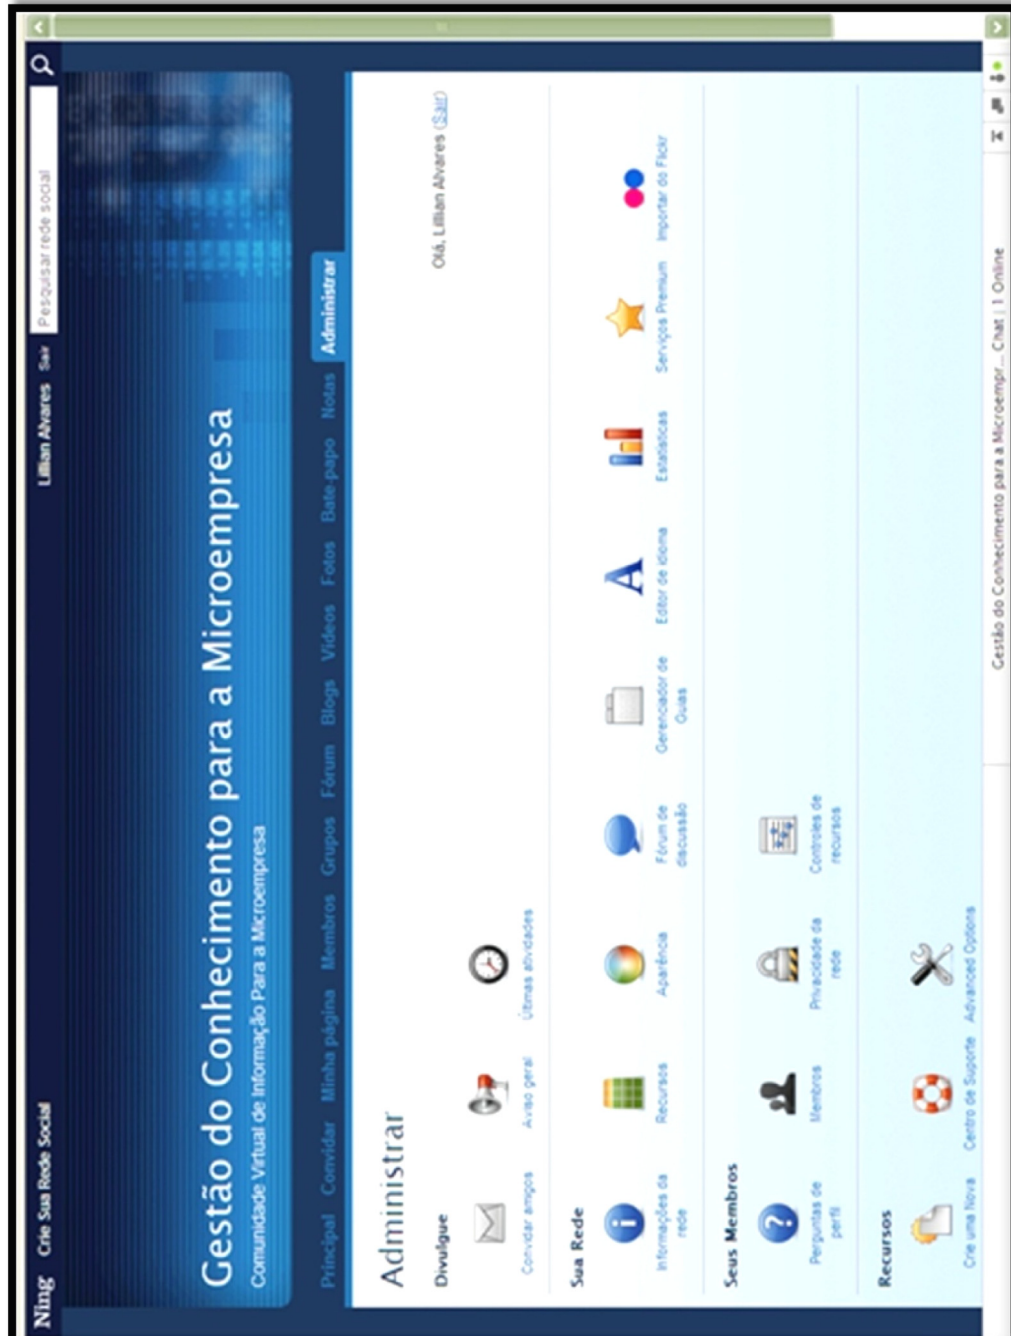 Ning Crie Sua Rede Social Lillian Alvares Sair Pesquisar rede social
Gestão do Conhecimento para a Microempresa
Comunidade Virtual de Informação Para a Microempresa
Principal Convidar Minha página Membros Grupos Fórum Blogs Vídeos Fotos Bate-papo Notas Administrar
Administrar
Olá, Lillian Alvares (Sair)
Divulgue
Convidar amigos Aviso geral Últimas atividades
Sua Rede
Informações da Recursos Aparência Fórum de Gerenciador de Editor de idioma Estatísticas Serviços Premium Importar do Flickr
rede discussão Guias
Seus Membros
Perguntas de Membros Privacidade da Controles de
perfil rede recursos
Recursos
Crie uma Nova Centro de Suporte Advanced Options
Gestão do Conhecimento para a Microempr... Chat | 1 Online